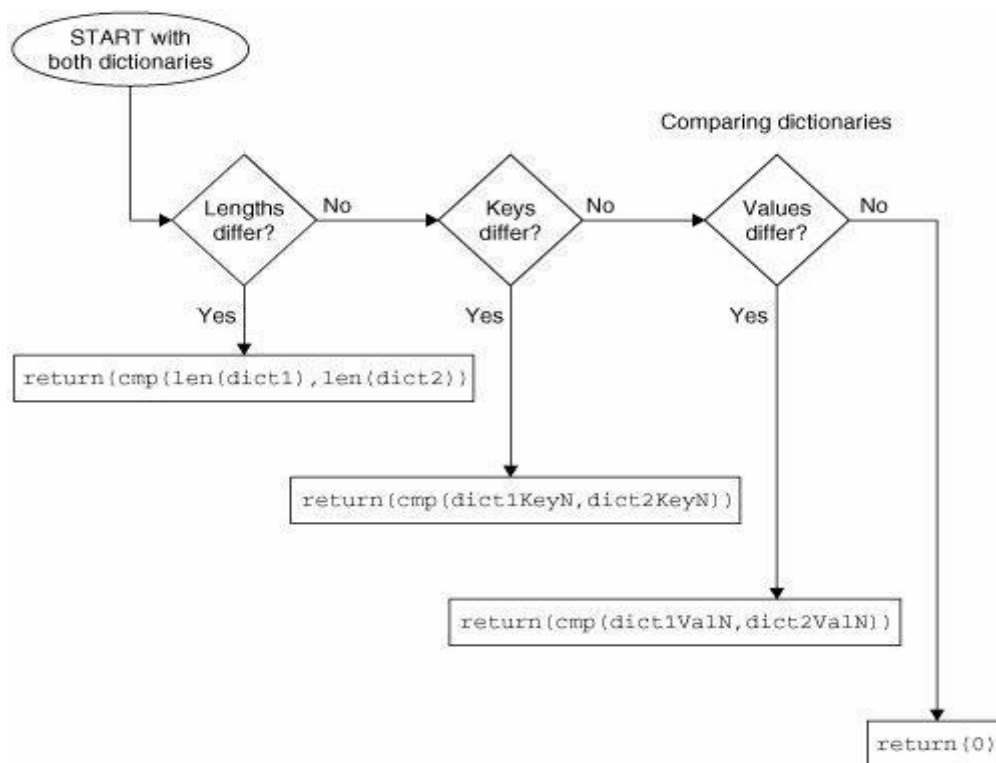 START with
both dictionaries
Comparing dictionaries
Lengths
differ?
No
Keys
differ?
No
Values
differ?
No
Yes
Yes
Yes
return(cmp(len(dict1),len(dict2))
return(cmp(dict1KeyN,dict2KeyN))
return(cmp(dict1ValN,dict2ValN))
return(0)